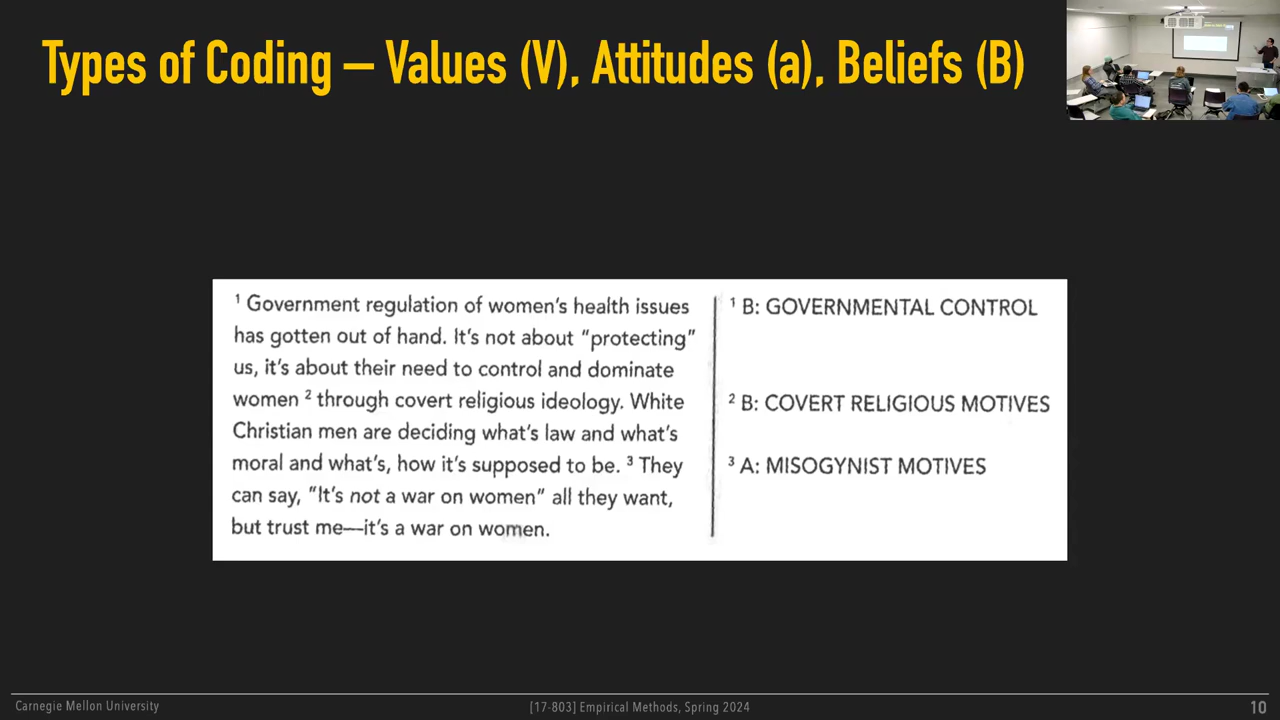 Types of Coding – Values (V), Attitudes (a), Beliefs (B)
¹ Government regulation of women's health issues
has gotten out of hand. It's not about "protecting"
us, it's about their need to control and dominate
women ² through covert religious ideology. White
Christian men are deciding what's law and what's
moral and what's, how it's supposed to be. ³ They
can say, "It's not a war on women" all they want,
but trust me—it's a war on women.
¹ B: GOVERNMENTAL CONTROL
² B: COVERT RELIGIOUS MOTIVES
³ A: MISOGYNIST MOTIVES
Carnegie Mellon University
[17-803] Empirical Methods, Spring 2024
10